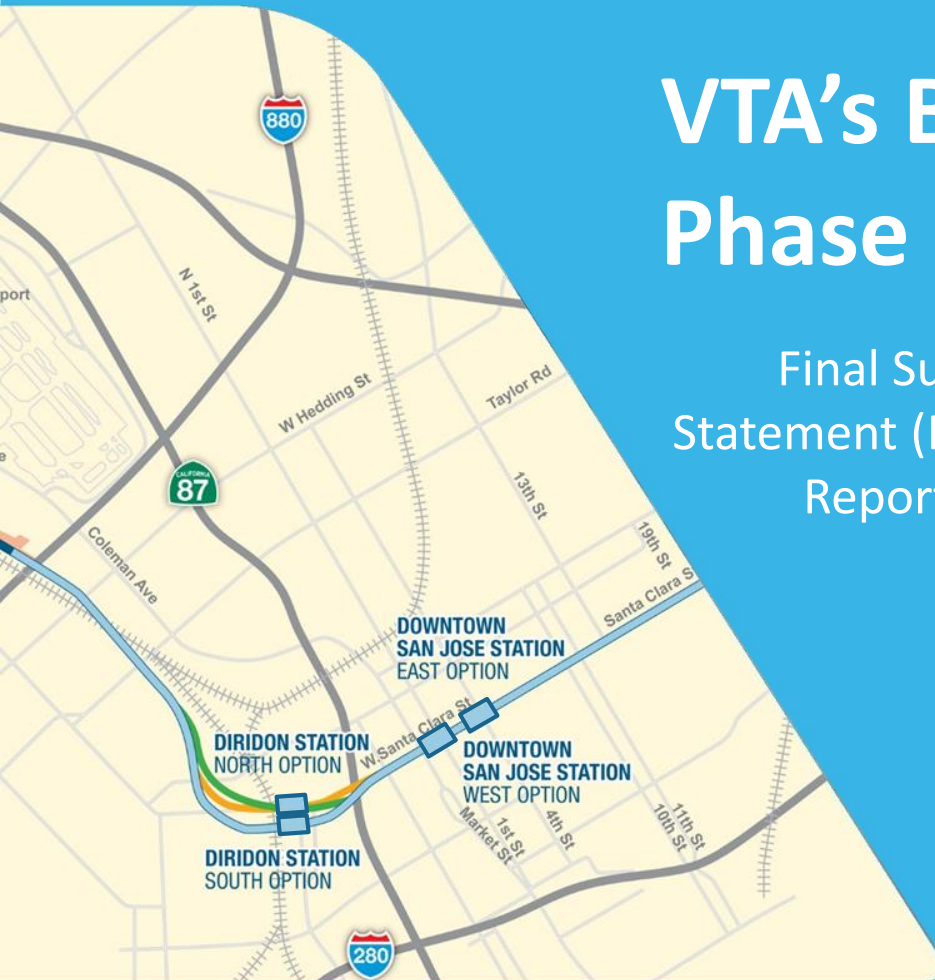 VTA's B
Phase
Final Su
Statement (
Report
880
N 1st St
port
W Hedding St
Taylor Rd
CALIFORNIA
87
13th St
19th St
Coleman Ave
Santa Clara S
DOWNTOWN
SAN JOSE STATION
EAST OPTION
W.Santa Clara St
DIRIDON STATION
NORTH OPTION
DOWNTOWN
SAN JOSE STATION
WEST OPTION
Market St
1st St
4th St
10th St
11th St
DIRIDON STATION
SOUTH OPTION
280